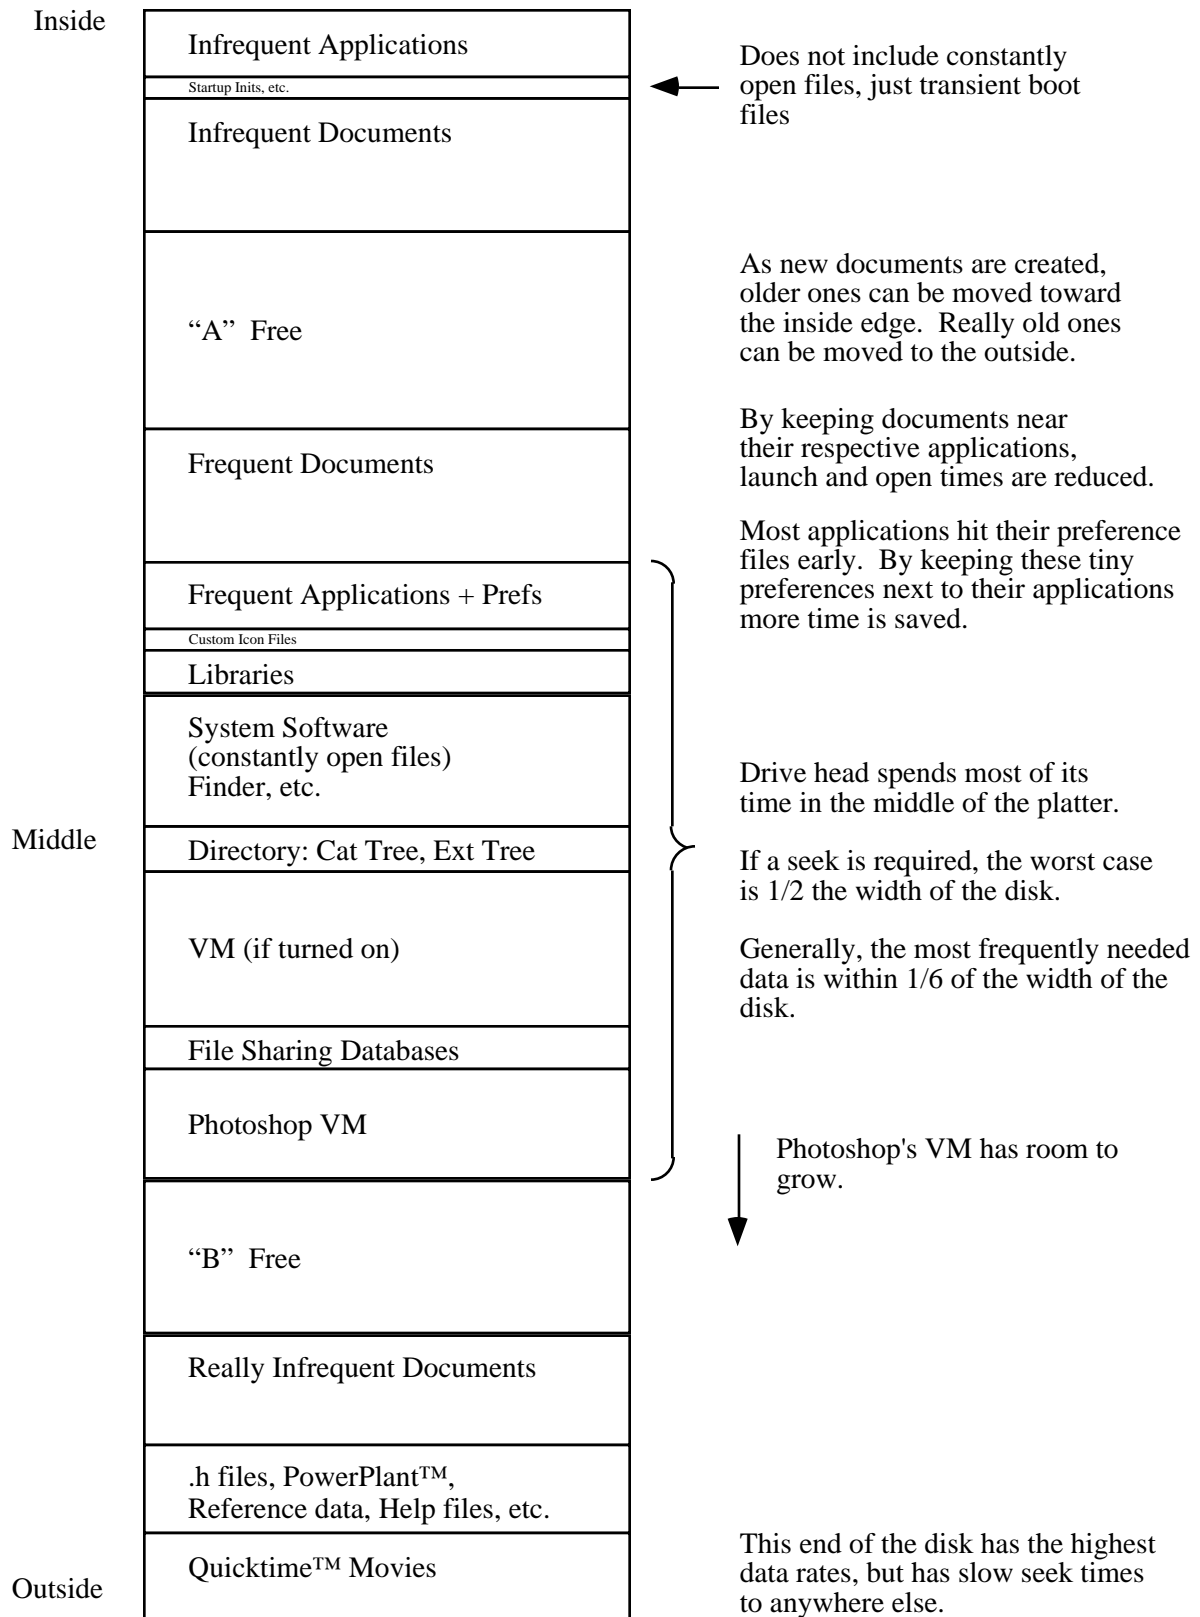 Inside
Infrequent Applications
Does not include constantly
open files, just transient boot
files
Startup Inits, etc.
Infrequent Documents
“A”  Free
As new documents are created,
older ones can be moved toward
the inside edge.  Really old ones
can be moved to the outside.
By keeping documents near
their respective applications,
launch and open times are reduced.
Frequent Documents
Most applications hit their preference
files early.  By keeping these tiny
preferences next to their applications
more time is saved.
Frequent Applications + Prefs
Custom Icon Files
Libraries
System Software
(constantly open files)
Finder, etc.
Drive head spends most of its
time in the middle of the platter.
Middle
Directory: Cat Tree, Ext Tree
If a seek is required, the worst case
is 1/2 the width of the disk.
VM (if turned on)
Generally, the most frequently needed
data is within 1/6 of the width of the
disk.
File Sharing Databases
Photoshop VM
Photoshop's VM has room to
grow.
“B”  Free
Really Infrequent Documents
.h files, PowerPlant™,
Reference data, Help files, etc.
Quicktime™ Movies
Outside
This end of the disk has the highest
data rates, but has slow seek times
to anywhere else.